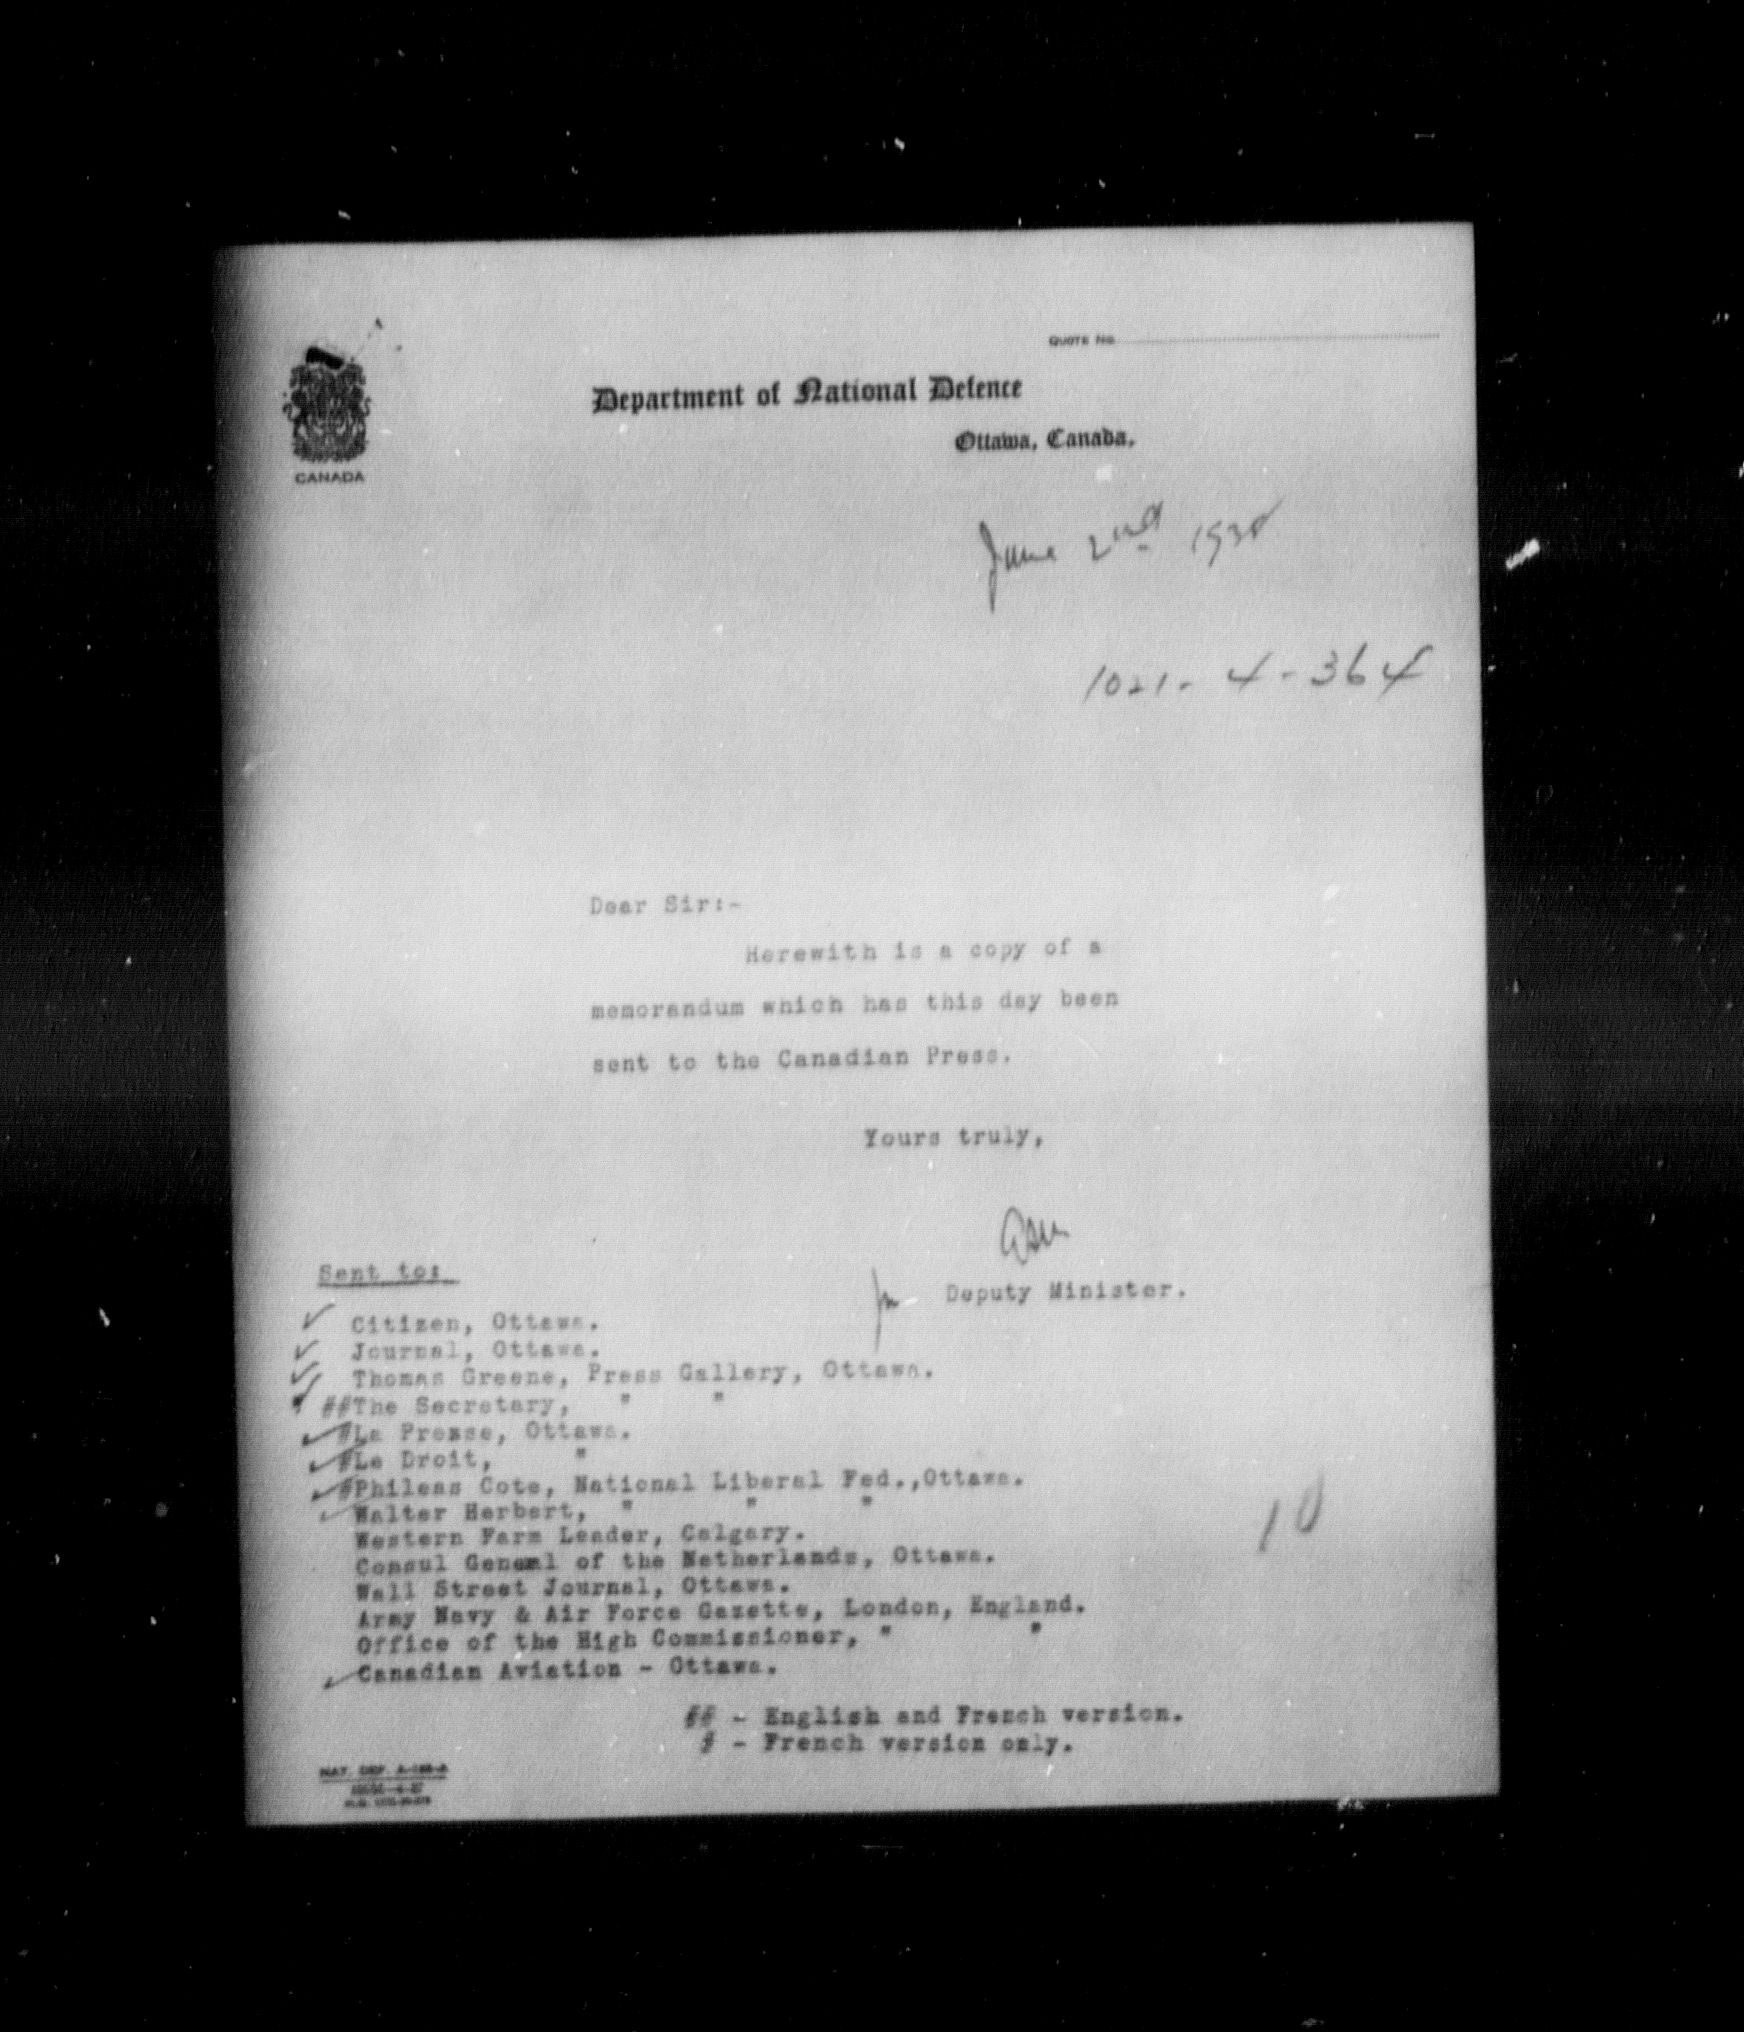 QUOTE NO.
Department of National Defence
Ottawa, Canada,
CANADA
June 2nd 1938
1021-4-364
Dear Sir:-
Herewith is a copy of a
memorandum which has this day been
sent to the Canadian Press.
Yours truly,
for Deputy Minister.
Sent to:
Citizen, Ottawa.
Journal, Ottawa.
Thomas Greene, Press Gallery, Ottawa.
##The Secretary, " "
#La Presse, Ottawa.
#Le Droit, "
#Phileas Cote, National Liberal Fed.,Ottawa.
Walter Herbert, " " "
Western Farm Leader, Calgary.
Consul General of the Netherlands, Ottawa.
Wall Street Journal, Ottawa.
Army Navy & Air Force Gazette, London, England.
Office of the High Commissioner, " "
Canadian Aviation - Ottawa.
10
## - English and French version.
# - French version only.
NAT. DEF.